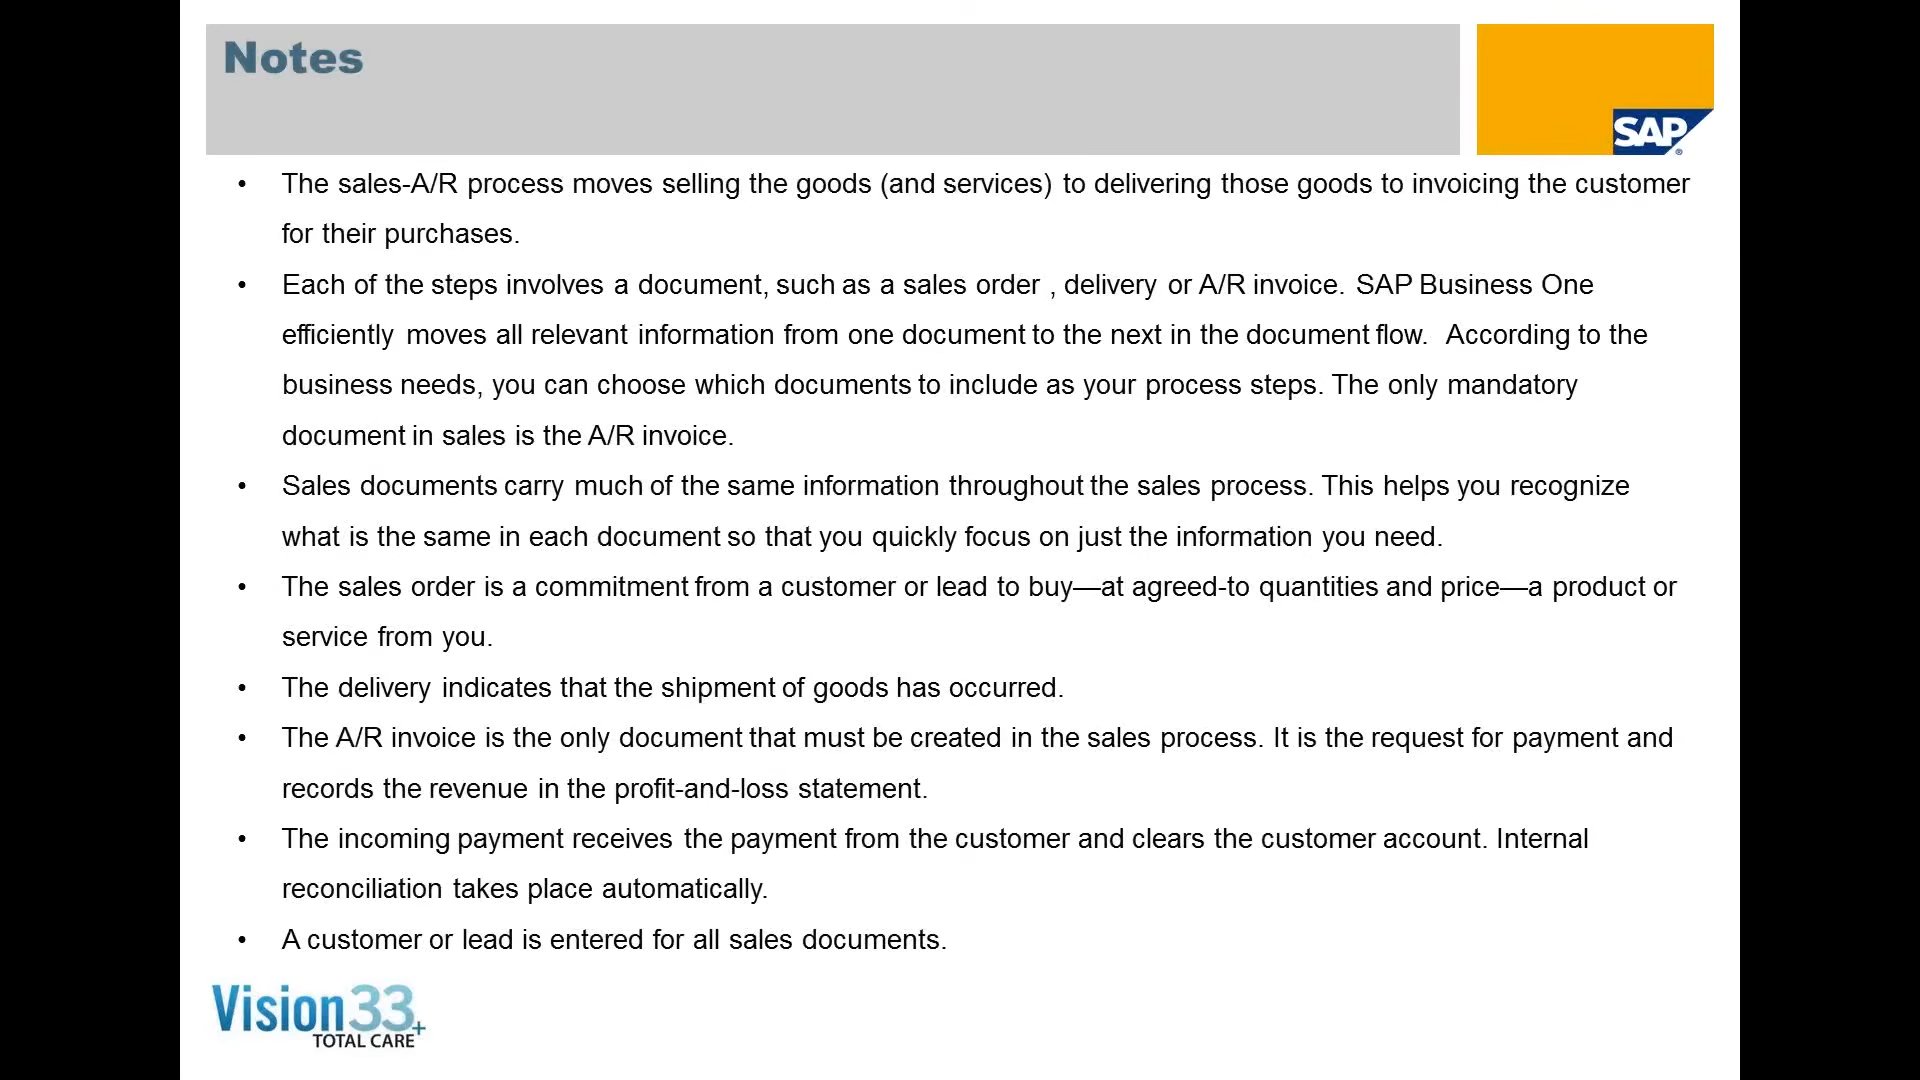 Notes
SAP®
• The sales-A/R process moves selling the goods (and services) to delivering those goods to invoicing the customer
for their purchases.
• Each of the steps involves a document, such as a sales order , delivery or A/R invoice. SAP Business One
efficiently moves all relevant information from one document to the next in the document flow. According to the
business needs, you can choose which documents to include as your process steps. The only mandatory
document in sales is the A/R invoice.
• Sales documents carry much of the same information throughout the sales process. This helps you recognize
what is the same in each document so that you quickly focus on just the information you need.
• The sales order is a commitment from a customer or lead to buy—at agreed-to quantities and price—a product or
service from you.
• The delivery indicates that the shipment of goods has occurred.
• The A/R invoice is the only document that must be created in the sales process. It is the request for payment and
records the revenue in the profit-and-loss statement.
• The incoming payment receives the payment from the customer and clears the customer account. Internal
reconciliation takes place automatically.
• A customer or lead is entered for all sales documents.
Vision33+
TOTAL CARE